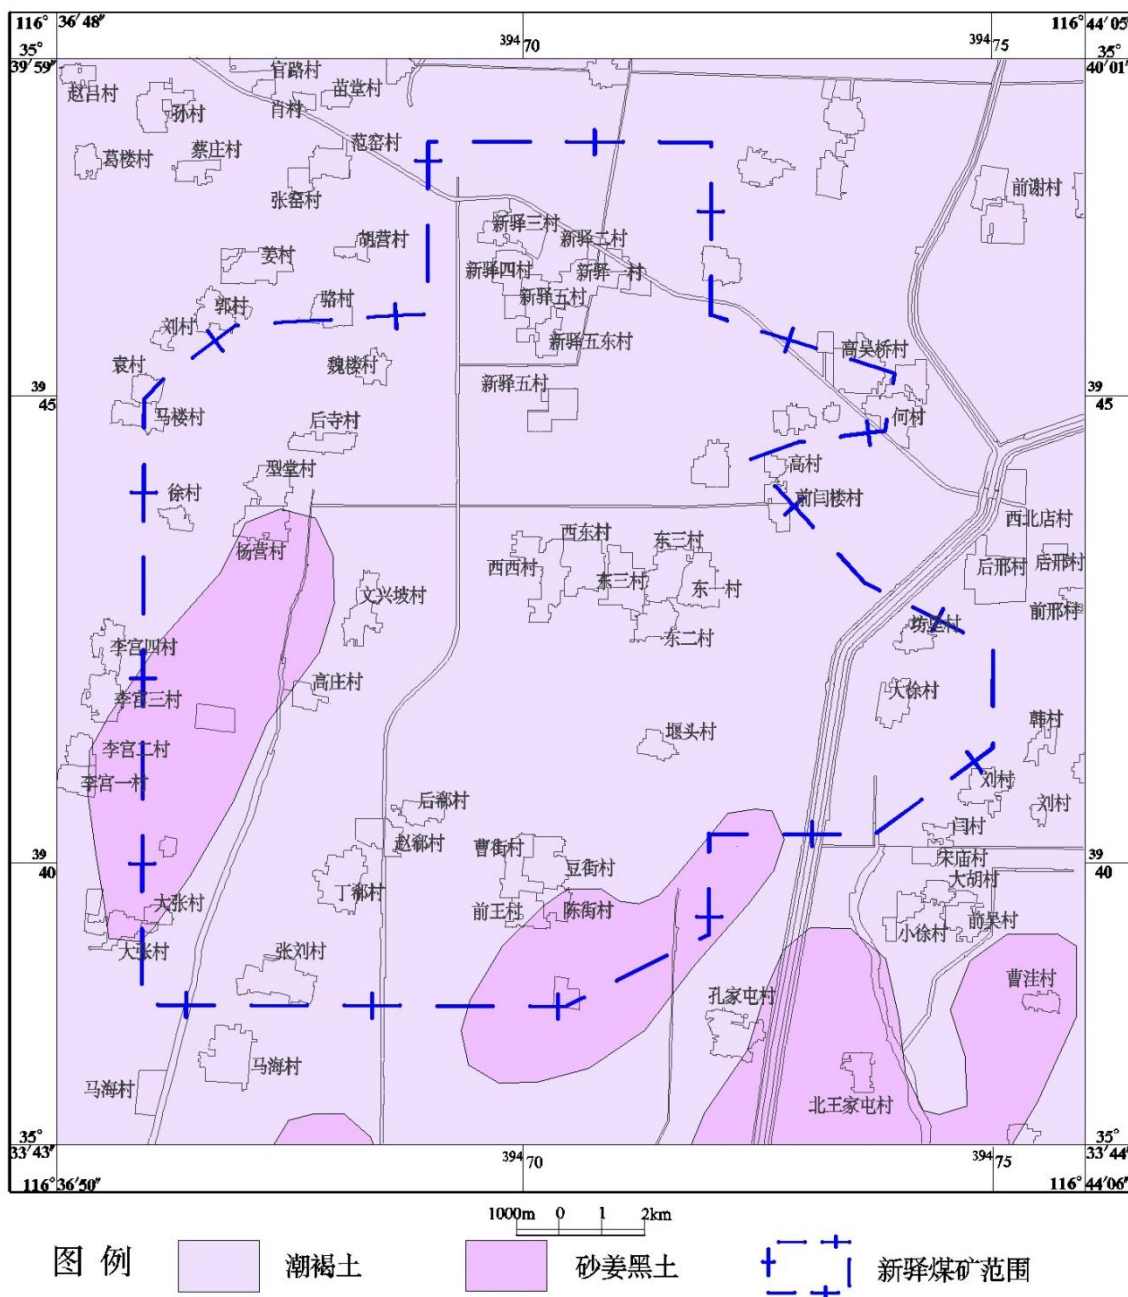 116° 36′48″ 39470 39475 116°44′05″
35° 39′59″ 35° 40′01″
官路村
赵吕村 孙村 肖村 苗堂村
葛楼村 蔡庄村 范窑村
张窑村 前谢村
新驿三村
姜村 胡营村 新驿二村
新驿四村 新驿一村
郭村 骆村 新驿五村
刘村 新驿五东村 高吴桥村
袁村 魏楼村
新驿五村
39 45 39 45
马楼村 后寺村 何村
型堂村 高村
徐村 前闫楼村
西北店村
杨营村 西东村 东三村
西西村 东三村 东一村 后邢村 后邢村
文兴坡村 前邢村
东二村
李宫四村
李宫三村 高庄村 大徐村
李宫二村 堰头村 韩村
李宫一村 刘村
后郗村 刘村
赵郗村 闫村
曹街村 宋庙村
39 40 豆街村 39 40
丁郗村 大胡村
大张村 前王村 陈街村 前吴村
小徐村
大张村 张刘村
曹洼村
孔家屯村
马海村
马海村 北王家屯村
35° 33′43″ 39470 39475 35° 33′44″
116° 36′50″ 116° 44′06″
1000m 0 1 2km
图 例 潮褐土 砂姜黑土 新驿煤矿范围